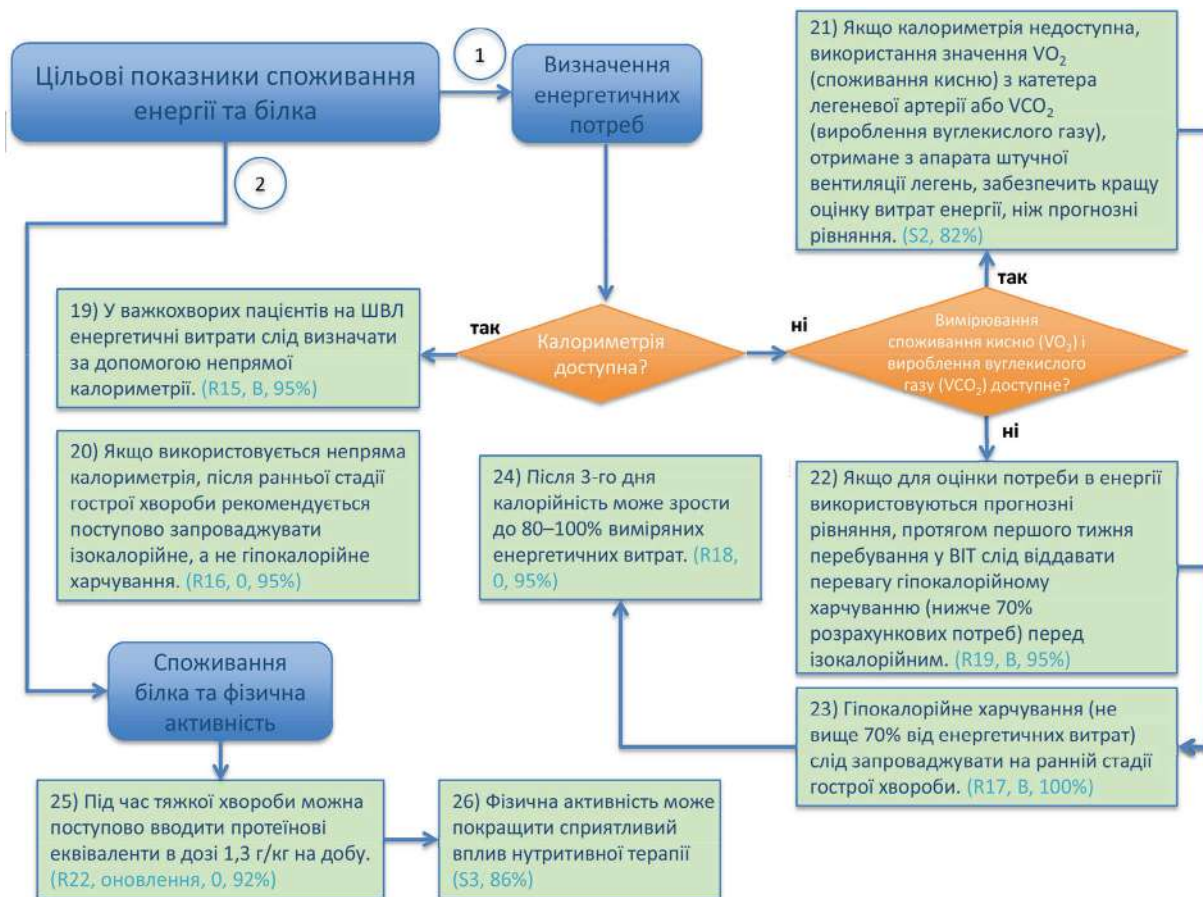 Цільові показники споживання
енергії та білка
1
Визначення
енергетичних
потреб
2
21) Якщо калориметрія недоступна,
використання значення VO₂
(споживання кисню) з катетера
легеневої артерії або VCO₂
(вироблення вуглекислого газу),
отримане з апарата штучної
вентиляції легень, забезпечить кращу
оцінку витрат енергії, ніж прогнозні
рівняння. (S2, 82%)
так
19) У важкохворих пацієнтів на ШВЛ
енергетичні витрати слід визначати
за допомогою непрямої
калориметрії. (R15, B, 95%)
так
Калориметрія
доступна?
ні
Вимірювання
споживання кисню (VO₂) і
вироблення вуглекислого
газу (VCO₂) доступне?
ні
20) Якщо використовується непряма
калориметрія, після ранньої стадії
гострої хвороби рекомендується
поступово запроваджувати
ізокалорійне, а не гіпокалорійне
харчування. (R16, 0, 95%)
24) Після 3-го дня
калорійність може зрости
до 80–100% виміряних
енергетичних витрат. (R18,
0, 95%)
22) Якщо для оцінки потреби в енергії
використовуються прогнозні
рівняння, протягом першого тижня
перебування у ВІТ слід віддавати
перевагу гіпокалорійному
харчуванню (нижче 70%
розрахункових потреб) перед
ізокалорійним. (R19, B, 95%)
Споживання
білка та фізична
активність
23) Гіпокалорійне харчування (не
вище 70% від енергетичних витрат)
слід запроваджувати на ранній стадії
гострої хвороби. (R17, B, 100%)
25) Під час тяжкої хвороби можна
поступово вводити протеїнові
еквіваленти в дозі 1,3 г/кг на добу.
(R22, оновлення, 0, 92%)
26) Фізична активність може
покращити сприятливий
вплив нутритивної терапії
(S3, 86%)